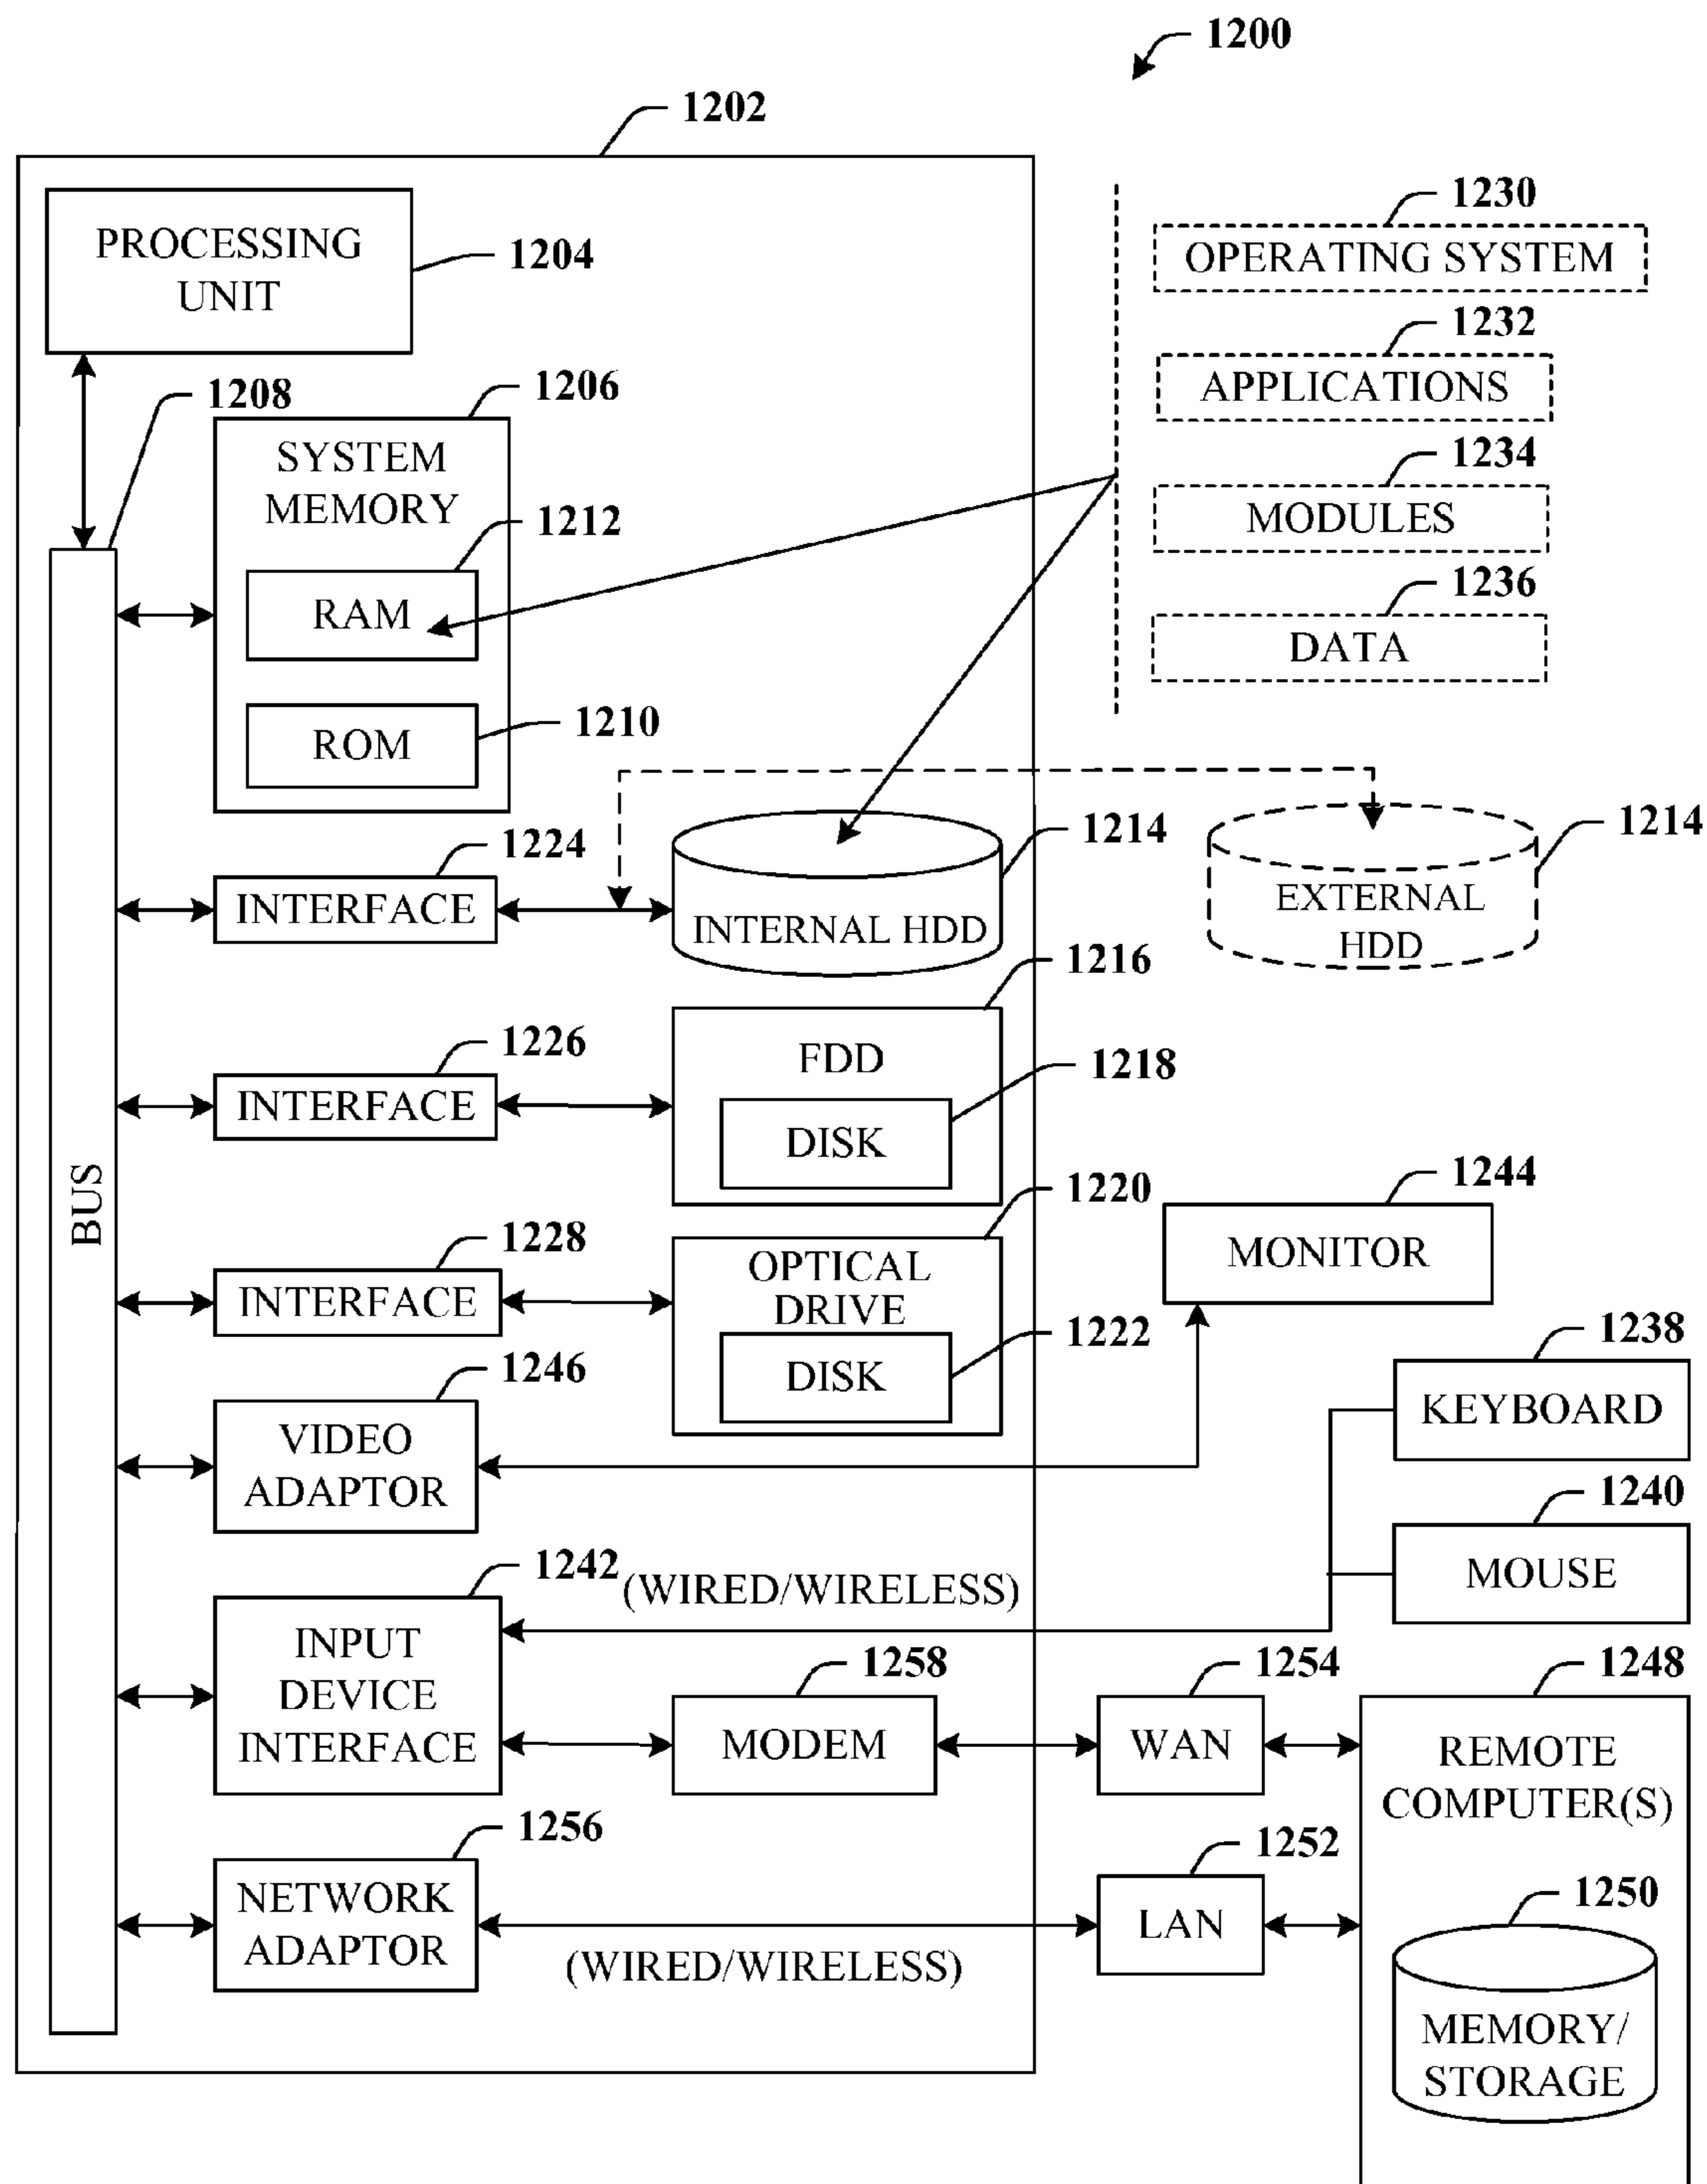 1200
1202
PROCESSING
UNIT
1204
1230
OPERATING SYSTEM
1232
APPLICATIONS
1234
MODULES
1236
DATA
1208
1206
SYSTEM
MEMORY
1212
RAM
1210
ROM
1224
INTERFACE
1214
INTERNAL HDD
1214
EXTERNAL
HDD
1216
FDD
1218
DISK
1226
INTERFACE
BUS
1220
OPTICAL
DRIVE
1222
DISK
1228
INTERFACE
1244
MONITOR
1246
VIDEO
ADAPTOR
1238
KEYBOARD
1240
MOUSE
1242
(WIRED/WIRELESS)
INPUT
DEVICE
INTERFACE
1258
MODEM
1254
WAN
1248
REMOTE
COMPUTER(S)
1256
NETWORK
ADAPTOR
(WIRED/WIRELESS)
1252
LAN
1250
MEMORY/
STORAGE